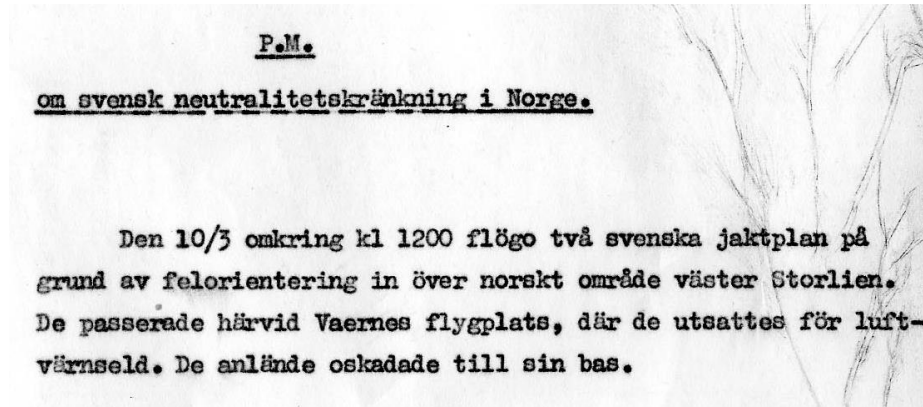 P.M.
om svensk neutralitetskränkning i Norge.
Den 10/3 omkring kl 1200 flögo två svenska jaktplan på
grund av felorientering in över norskt område väster Storlien.
De passerade härvid Vaernes flygplats, där de utsattes för luft-
värnseld. De anlände oskadade till sin bas.